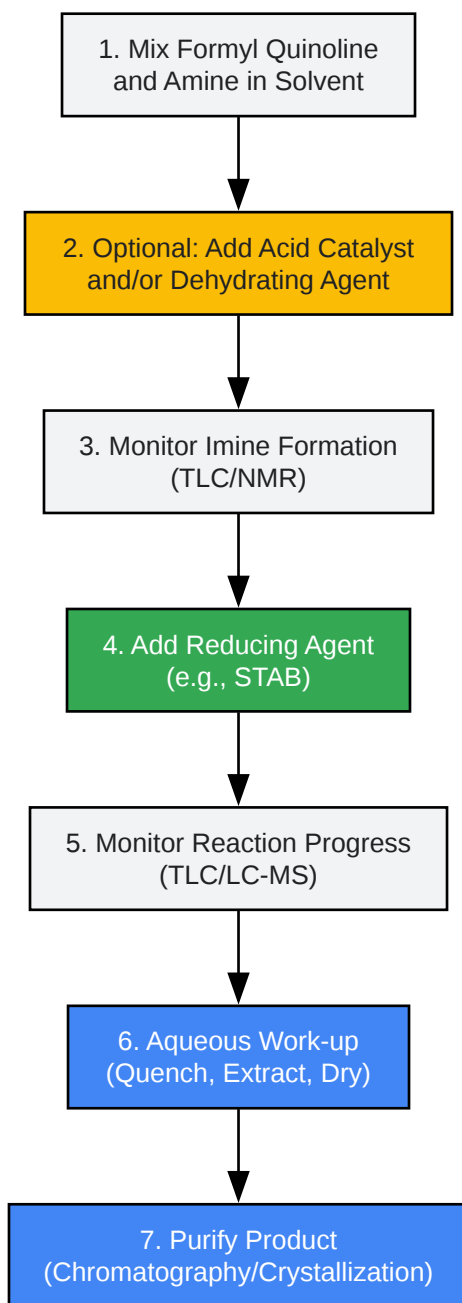 1. Mix Formyl Quinoline
and Amine in Solvent
2. Optional: Add Acid Catalyst
and/or Dehydrating Agent
3. Monitor Imine Formation
(TLC/NMR)
4. Add Reducing Agent
(e.g., STAB)
5. Monitor Reaction Progress
(TLC/LC-MS)
6. Aqueous Work-up
(Quench, Extract, Dry)
7. Purify Product
(Chromatography/Crystallization)